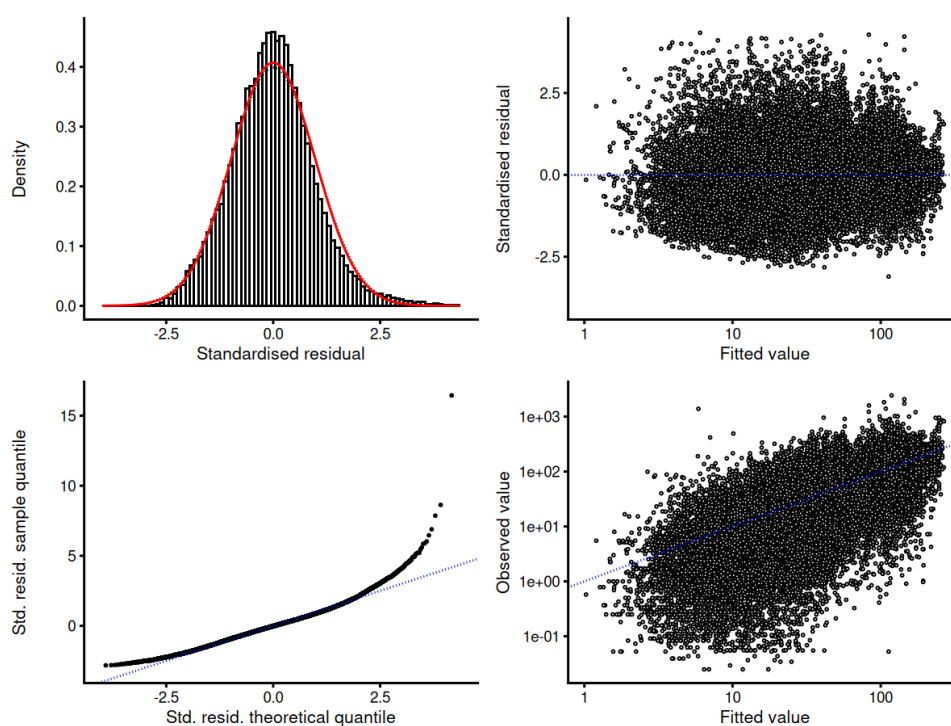 Density
0.4
0.3
0.2
0.1
0.0
-2.5 0.0 2.5
Standardised residual
Standardised residual
2.5
0.0
-2.5
1 10 100
Fitted value
Std. resid. sample quantile
15
10
5
0
-2.5 0.0 2.5
Std. resid. theoretical quantile
Observed value
1e+03
1e+02
1e+01
1e+00
1e-01
1 10 100
Fitted value